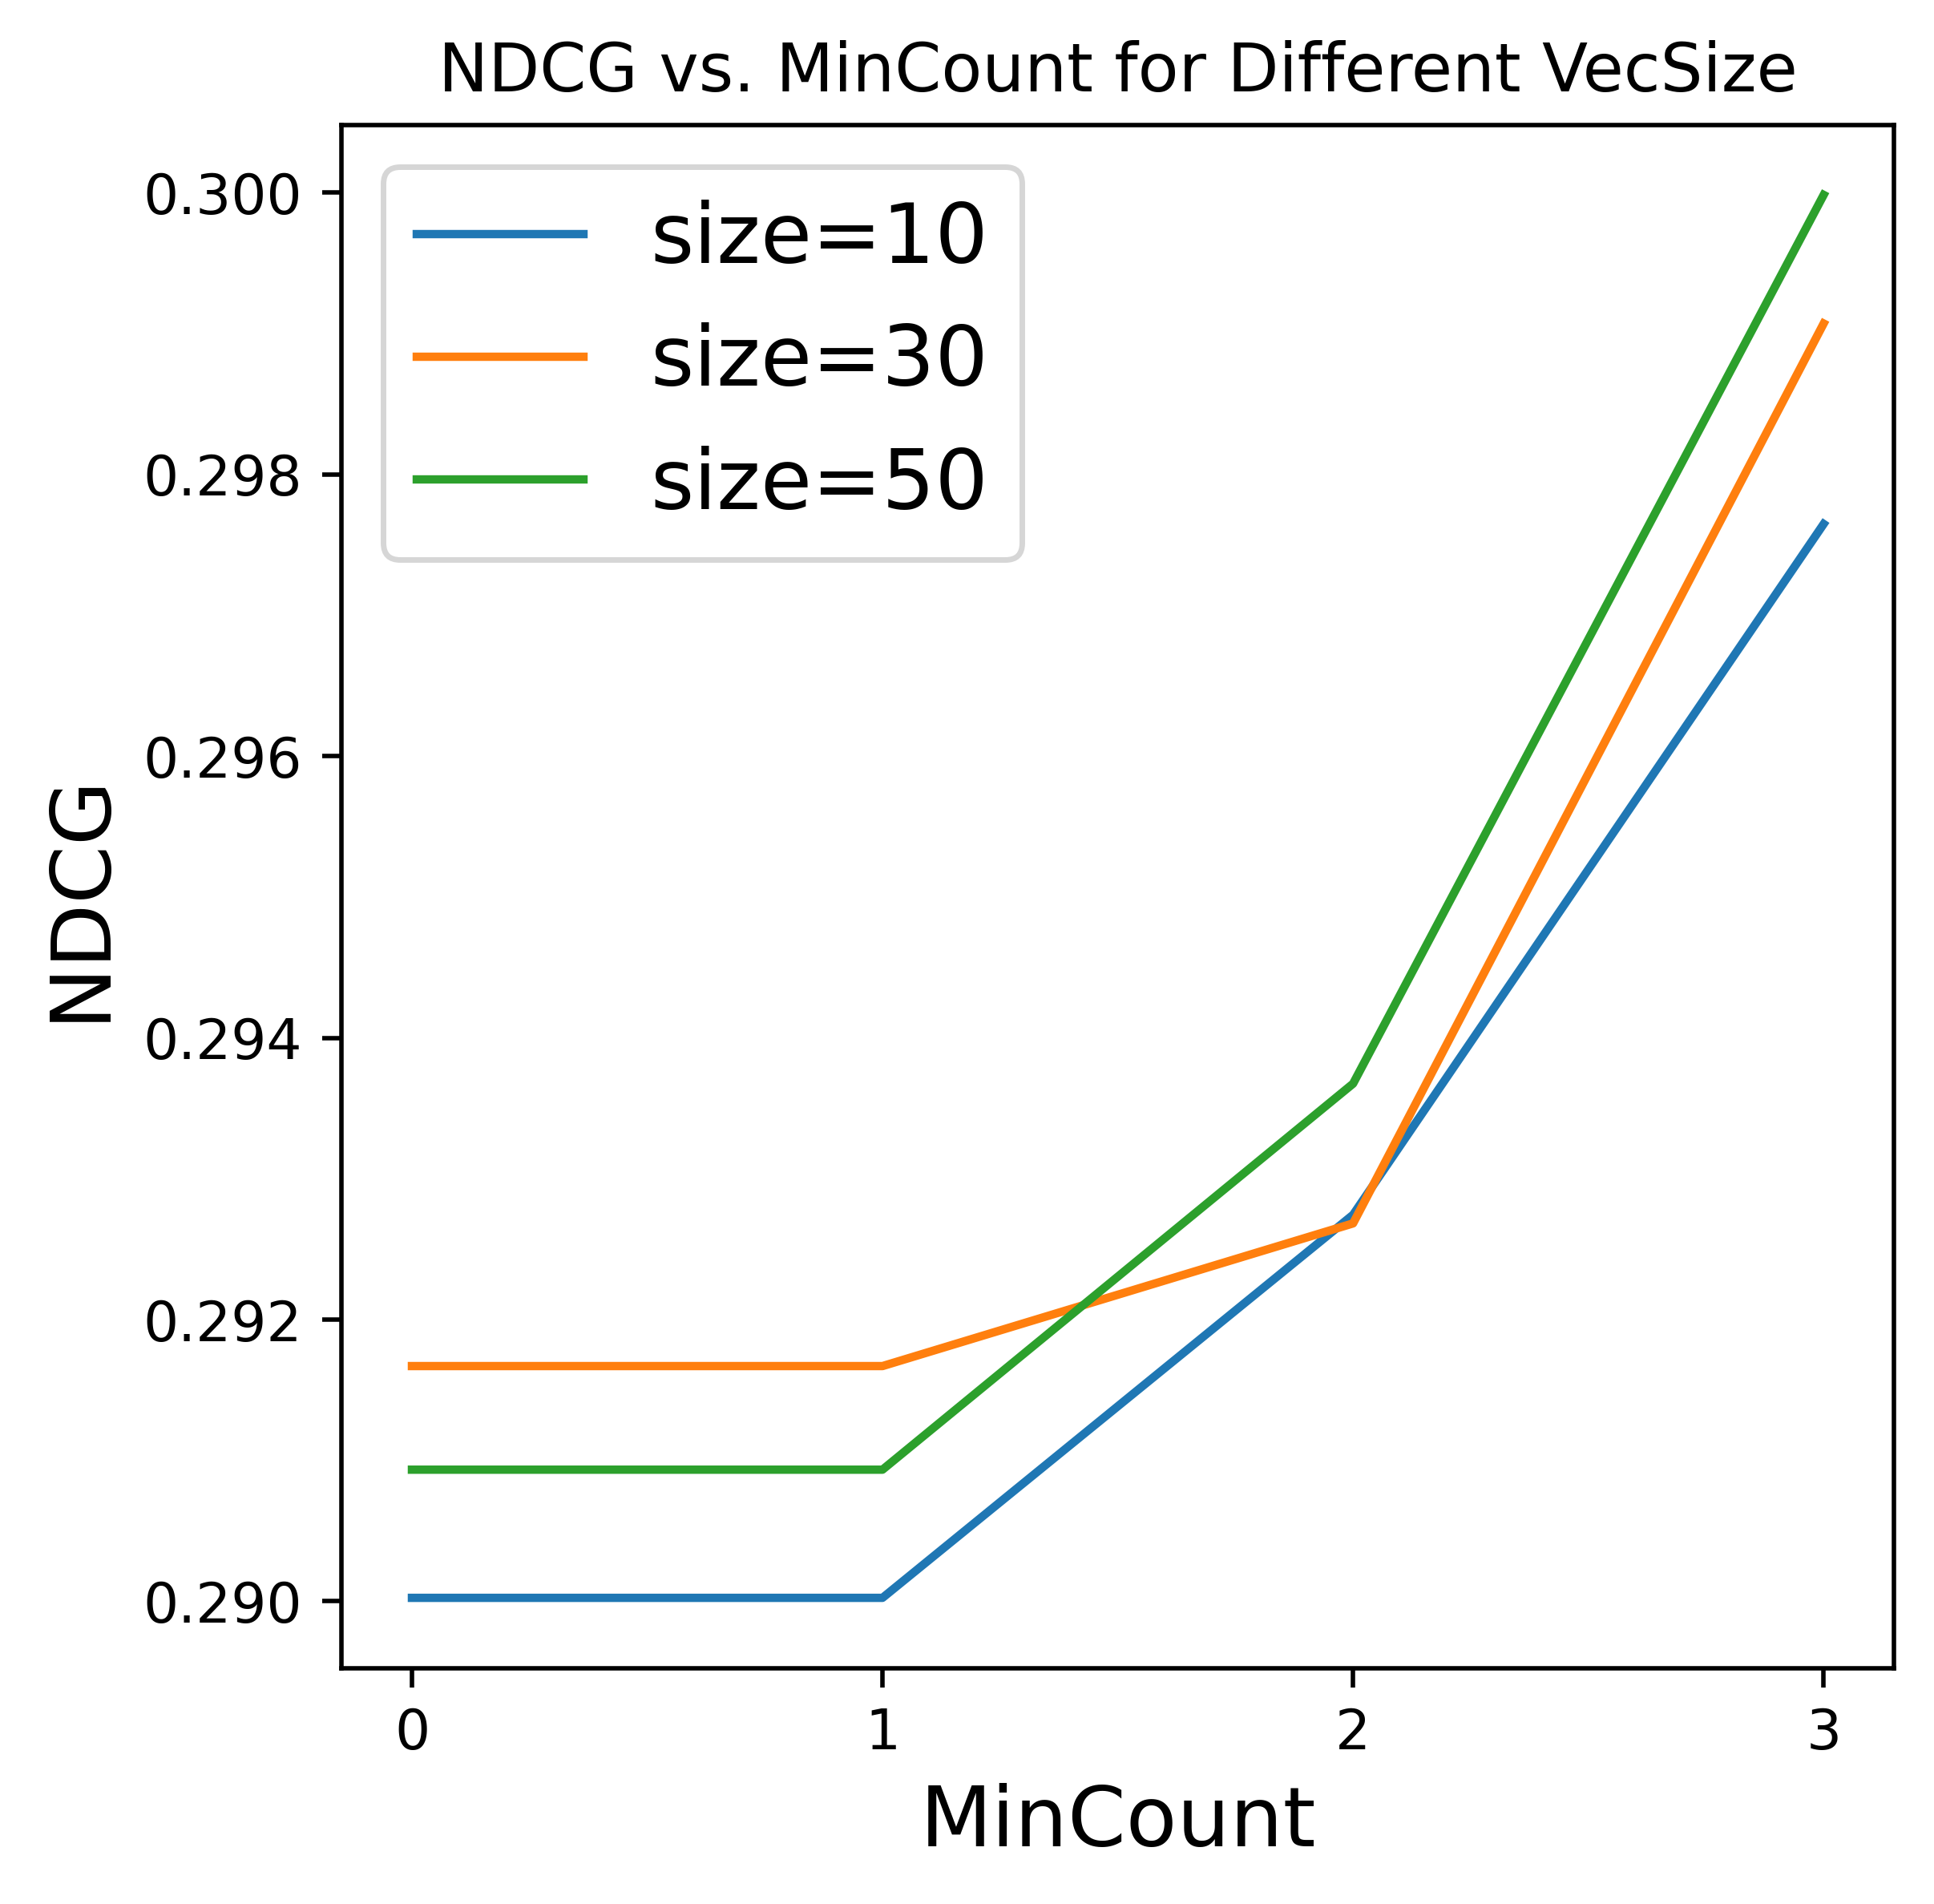 NDCG vs. MinCount for Different VecSize
size=10
size=30
size=50
NDCG
0.300
0.298
0.296
0.294
0.292
0.290
0
1
2
3
MinCount